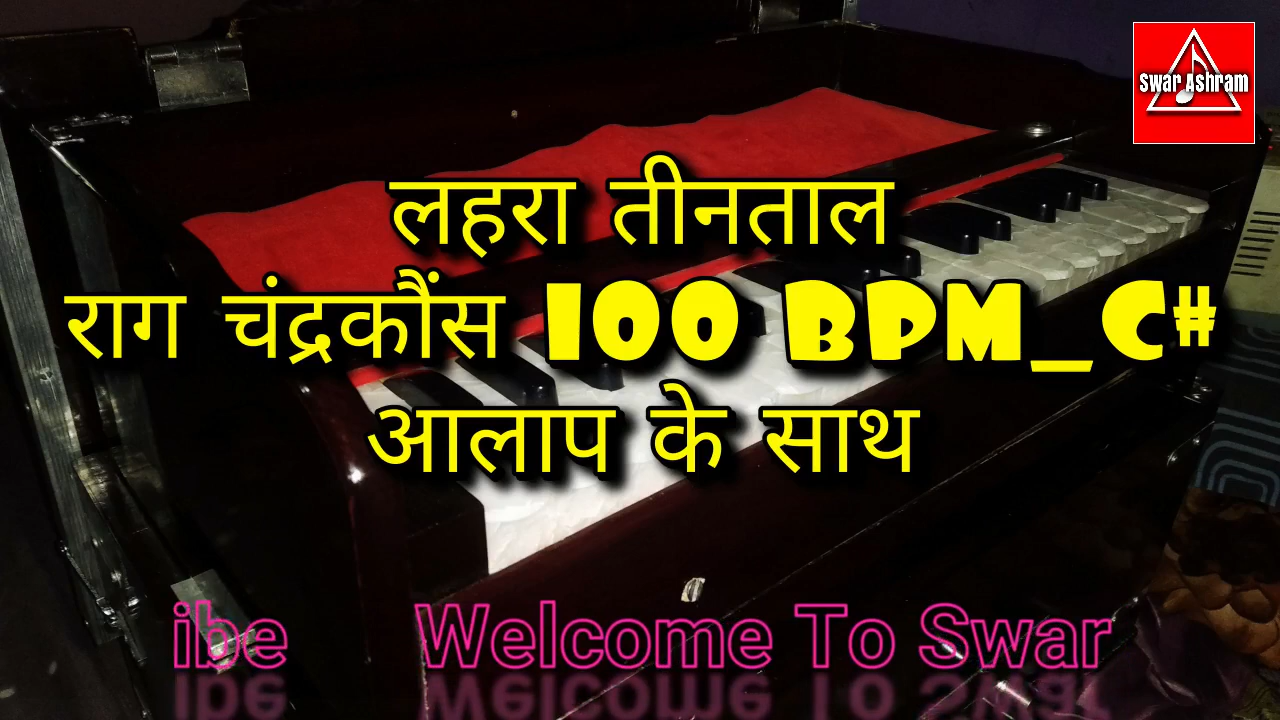 Swar Ashram
लहरा तीनताल
राग चंद्रकौंस 100 BPM_C#
आलाप के साथ
ibe Welcome To Swar